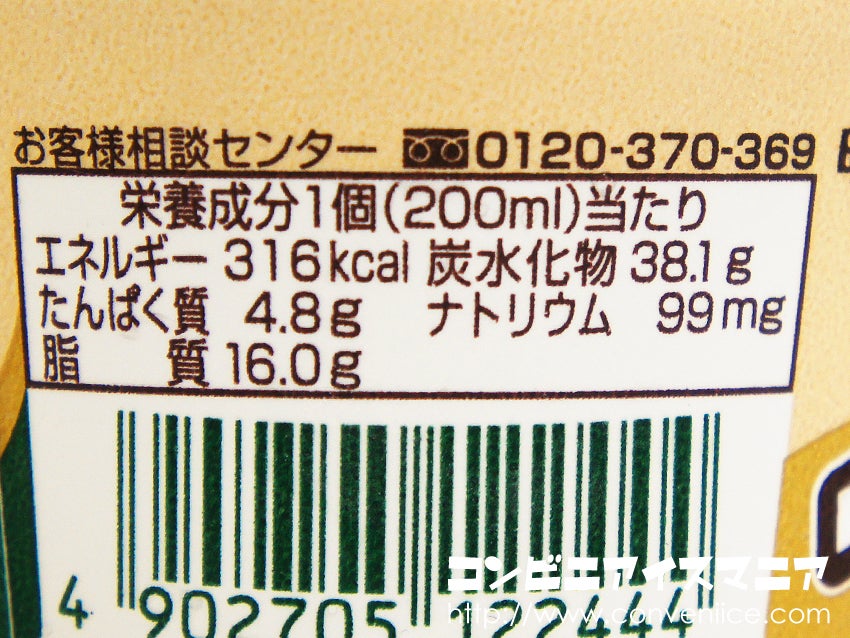 お客様相談センター 0120-370-369
栄養成分1個(200ml)当たり
エネルギー 316kcal 炭水化物 38.1g
たんぱく質 4.8g ナトリウム 99mg
脂 質 16.0g
コンビニアイスマニア
4 902705 122444
http://www.conveniice.com/